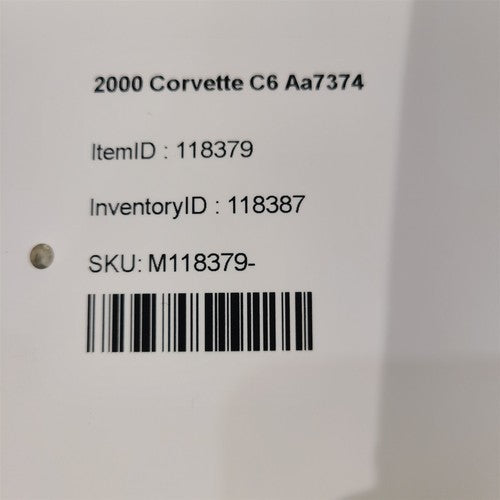 2000 Corvette C6 Aa7374
ItemID : 118379
InventoryID : 118387
SKU: M118379-